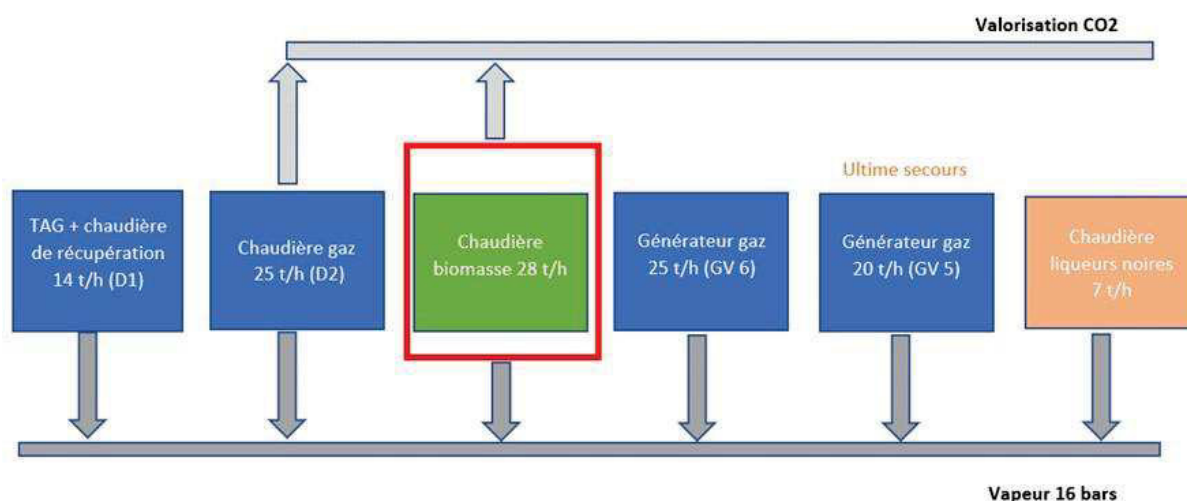 Valorisation CO2
Ultime secours
TAG + chaudière
de récupération
14 t/h (D1)
Chaudière gaz
25 t/h (D2)
Chaudière
biomasse 28 t/h
Générateur gaz
25 t/h (GV 6)
Générateur gaz
20 t/h (GV 5)
Chaudière
liqueurs noires
7 t/h
Vapeur 16 bars